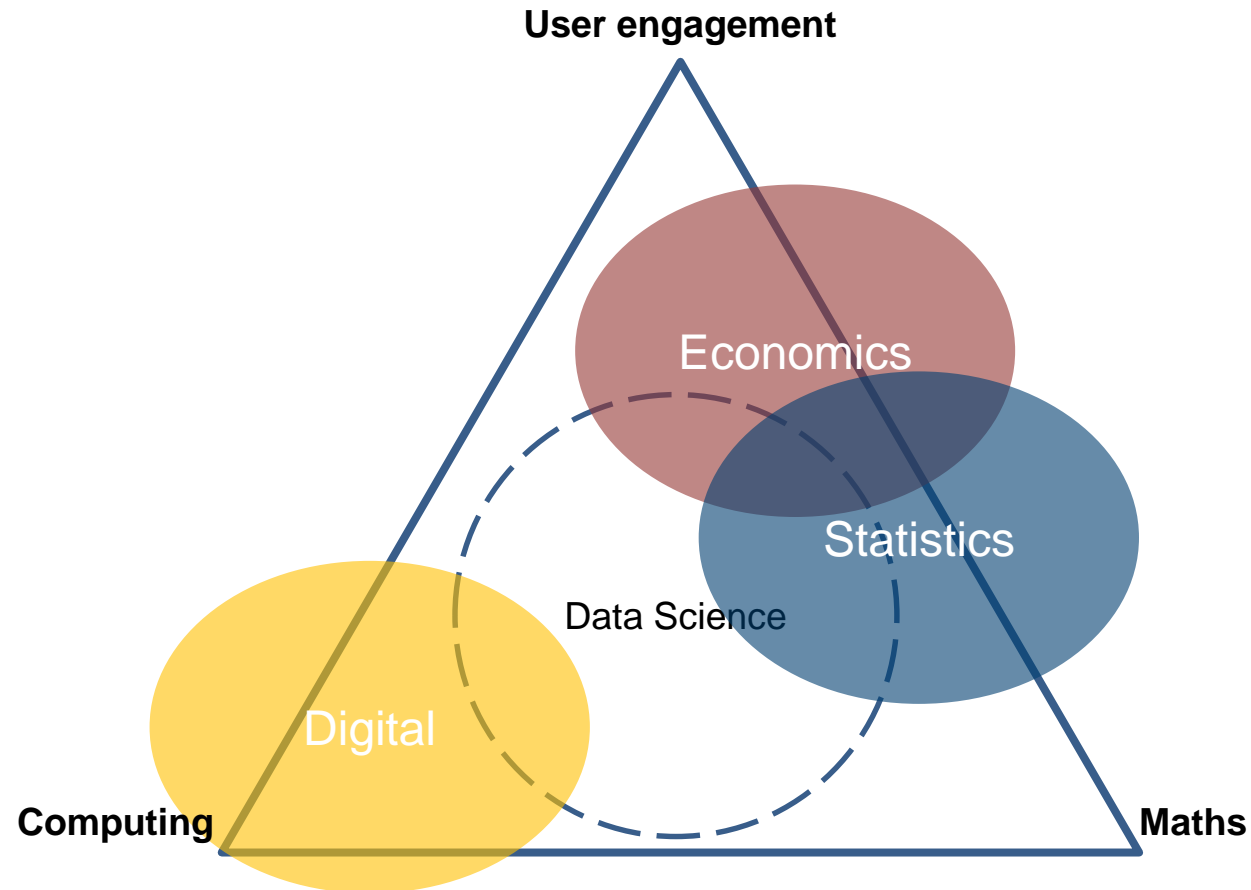 User engagement
Economics
Statistics
Data Science
Digital
Computing
Maths